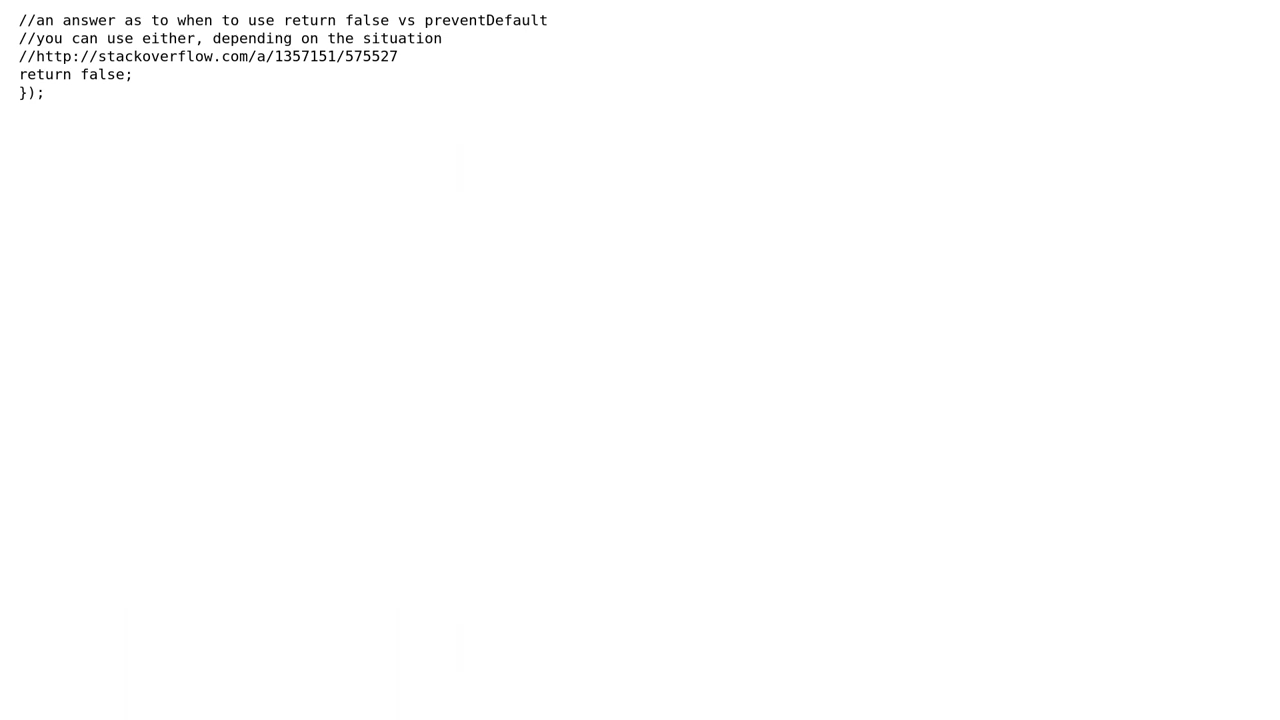 //an answer as to when to use return false vs preventDefault
//you can use either, depending on the situation
//http://stackoverflow.com/a/1357151/575527
return false;
});